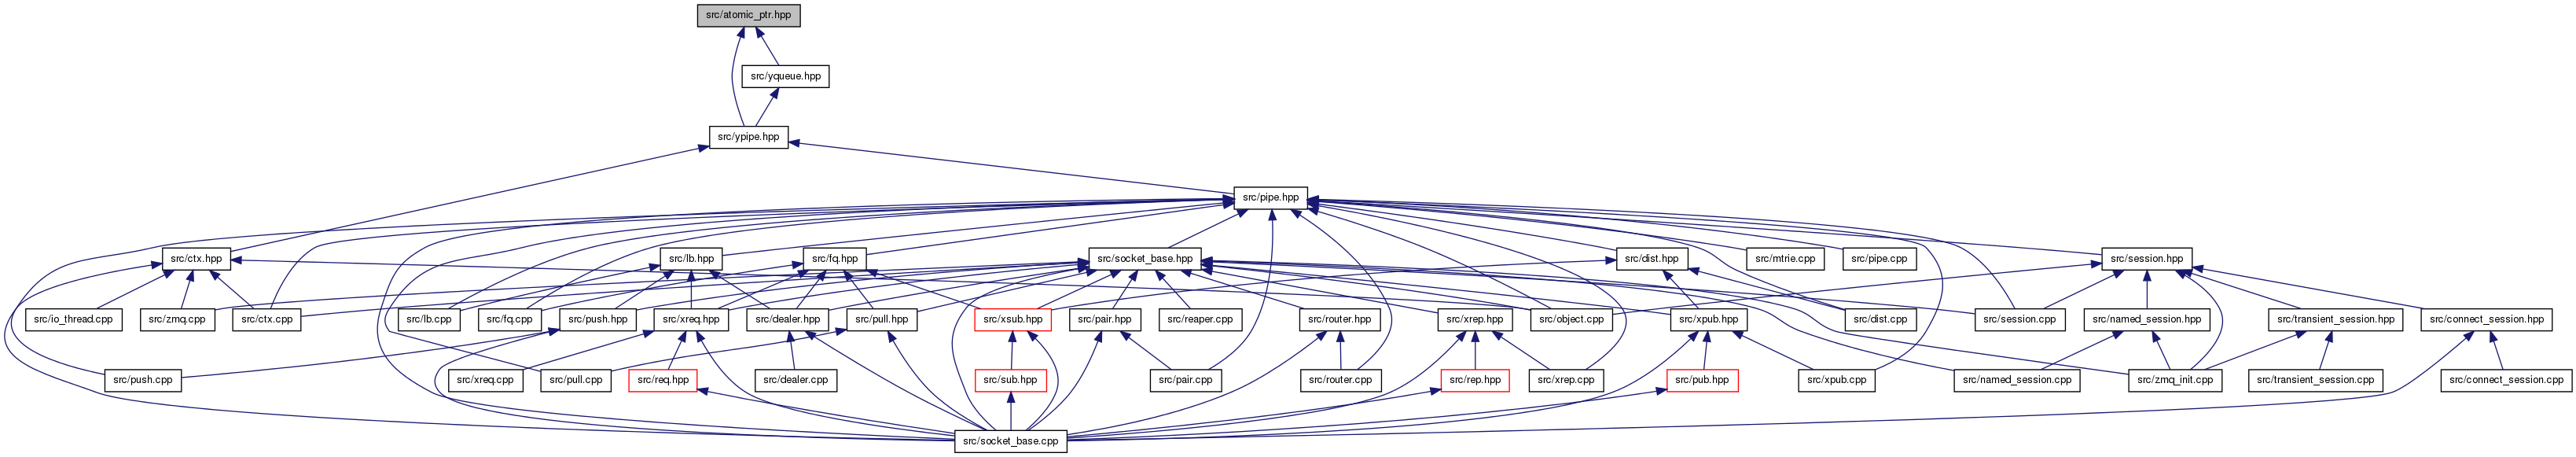 src/atomic_ptr.hpp
src/yqueue.hpp
src/ypipe.hpp
src/pipe.hpp
src/ctx.hpp
src/lb.hpp
src/fq.hpp
src/socket_base.hpp
src/dist.hpp
src/mtrie.cpp
src/pipe.cpp
src/session.hpp
src/io_thread.cpp
src/zmq.cpp
src/ctx.cpp
src/lb.cpp
src/fq.cpp
src/push.hpp
src/xreq.hpp
src/dealer.hpp
src/pull.hpp
src/xsub.hpp
src/pair.hpp
src/reaper.cpp
src/router.hpp
src/xrep.hpp
src/object.cpp
src/xpub.hpp
src/dist.cpp
src/session.cpp
src/named_session.hpp
src/transient_session.hpp
src/connect_session.hpp
src/push.cpp
src/xreq.cpp
src/pull.cpp
src/req.hpp
src/dealer.cpp
src/sub.hpp
src/pair.cpp
src/router.cpp
src/rep.hpp
src/xrep.cpp
src/pub.hpp
src/xpub.cpp
src/named_session.cpp
src/zmq_init.cpp
src/transient_session.cpp
src/connect_session.cpp
src/socket_base.cpp